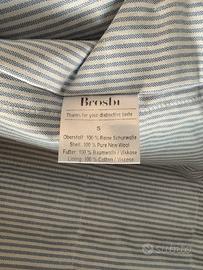 Brosbi
Thanks for your distinctive taste
S
Oberstoff: 100 % Reine Schurwolle
Shell: 100 % Pure New Wool
Futter: 100 % Baumwolle / Viskose
Lining: 100 % Cotton / Viscose
subito